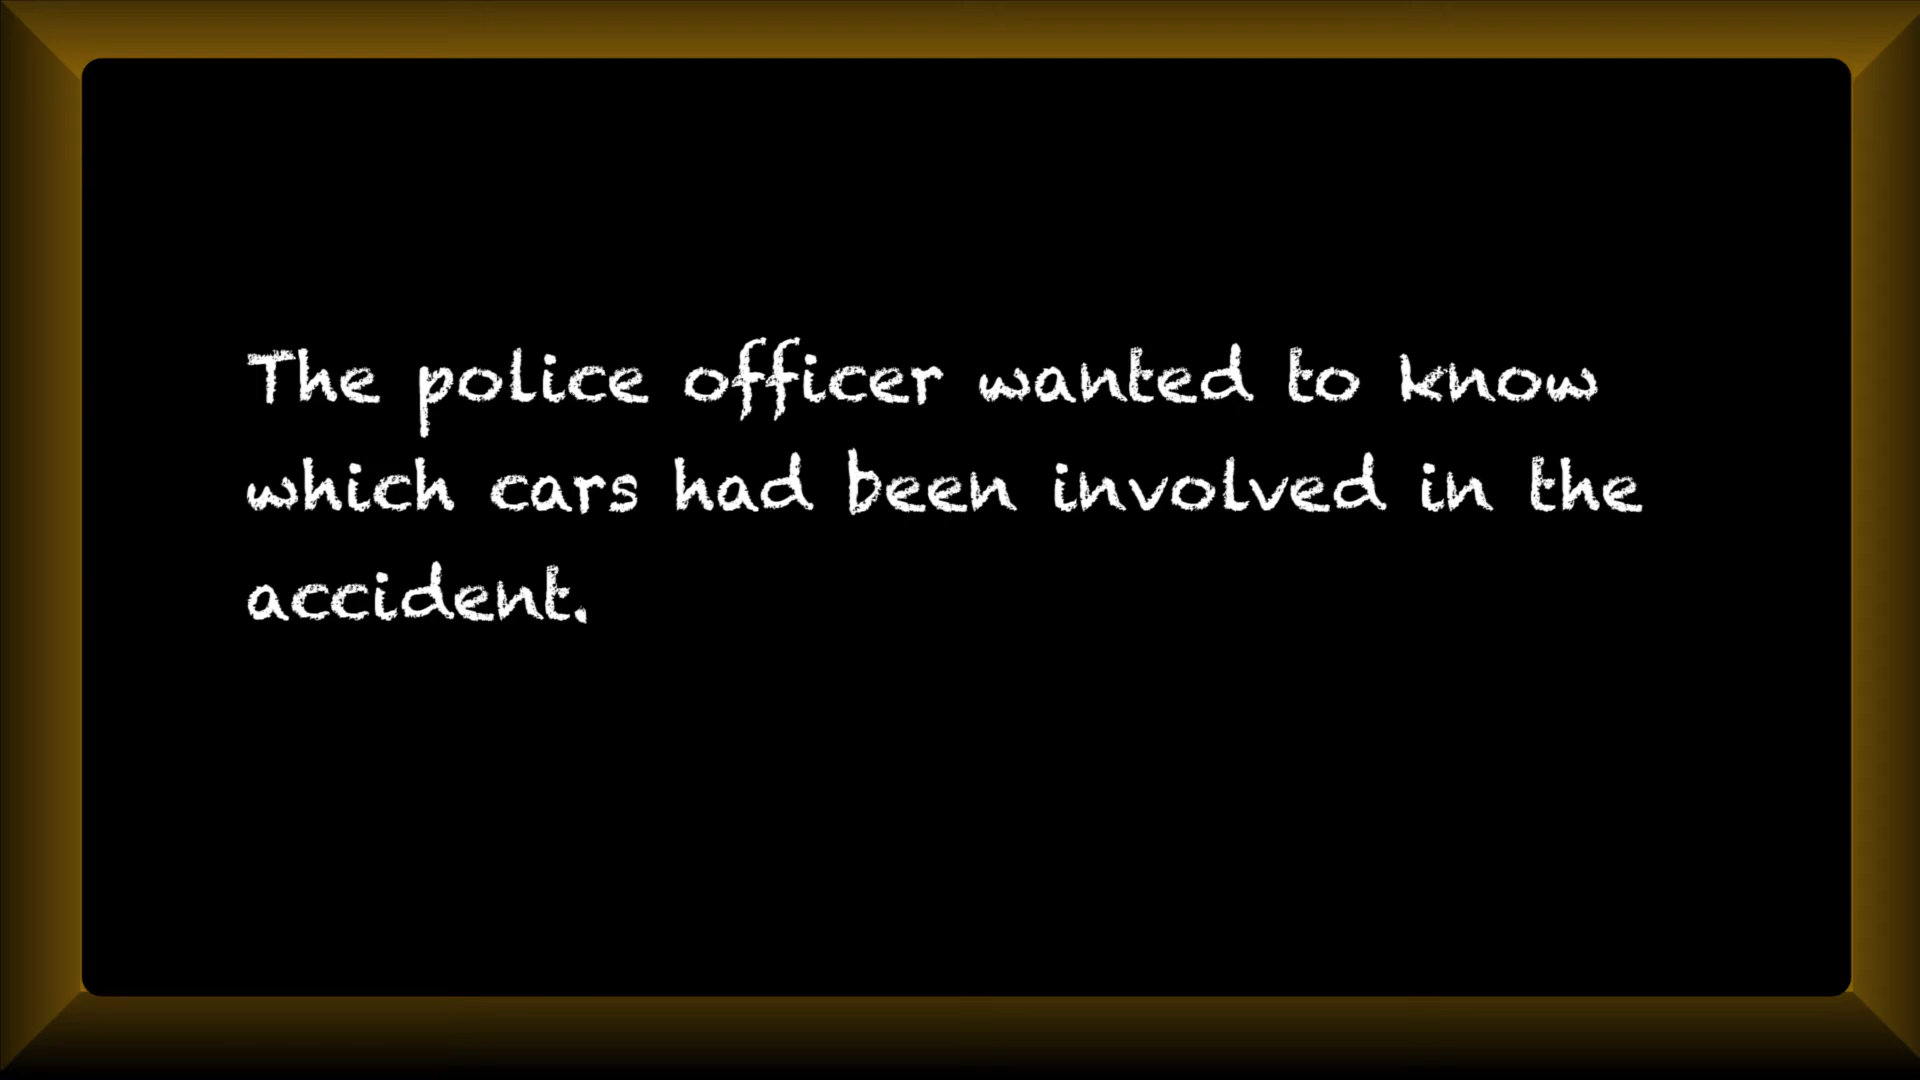 The police officer wanted to know
which cars had been involved in the
accident.